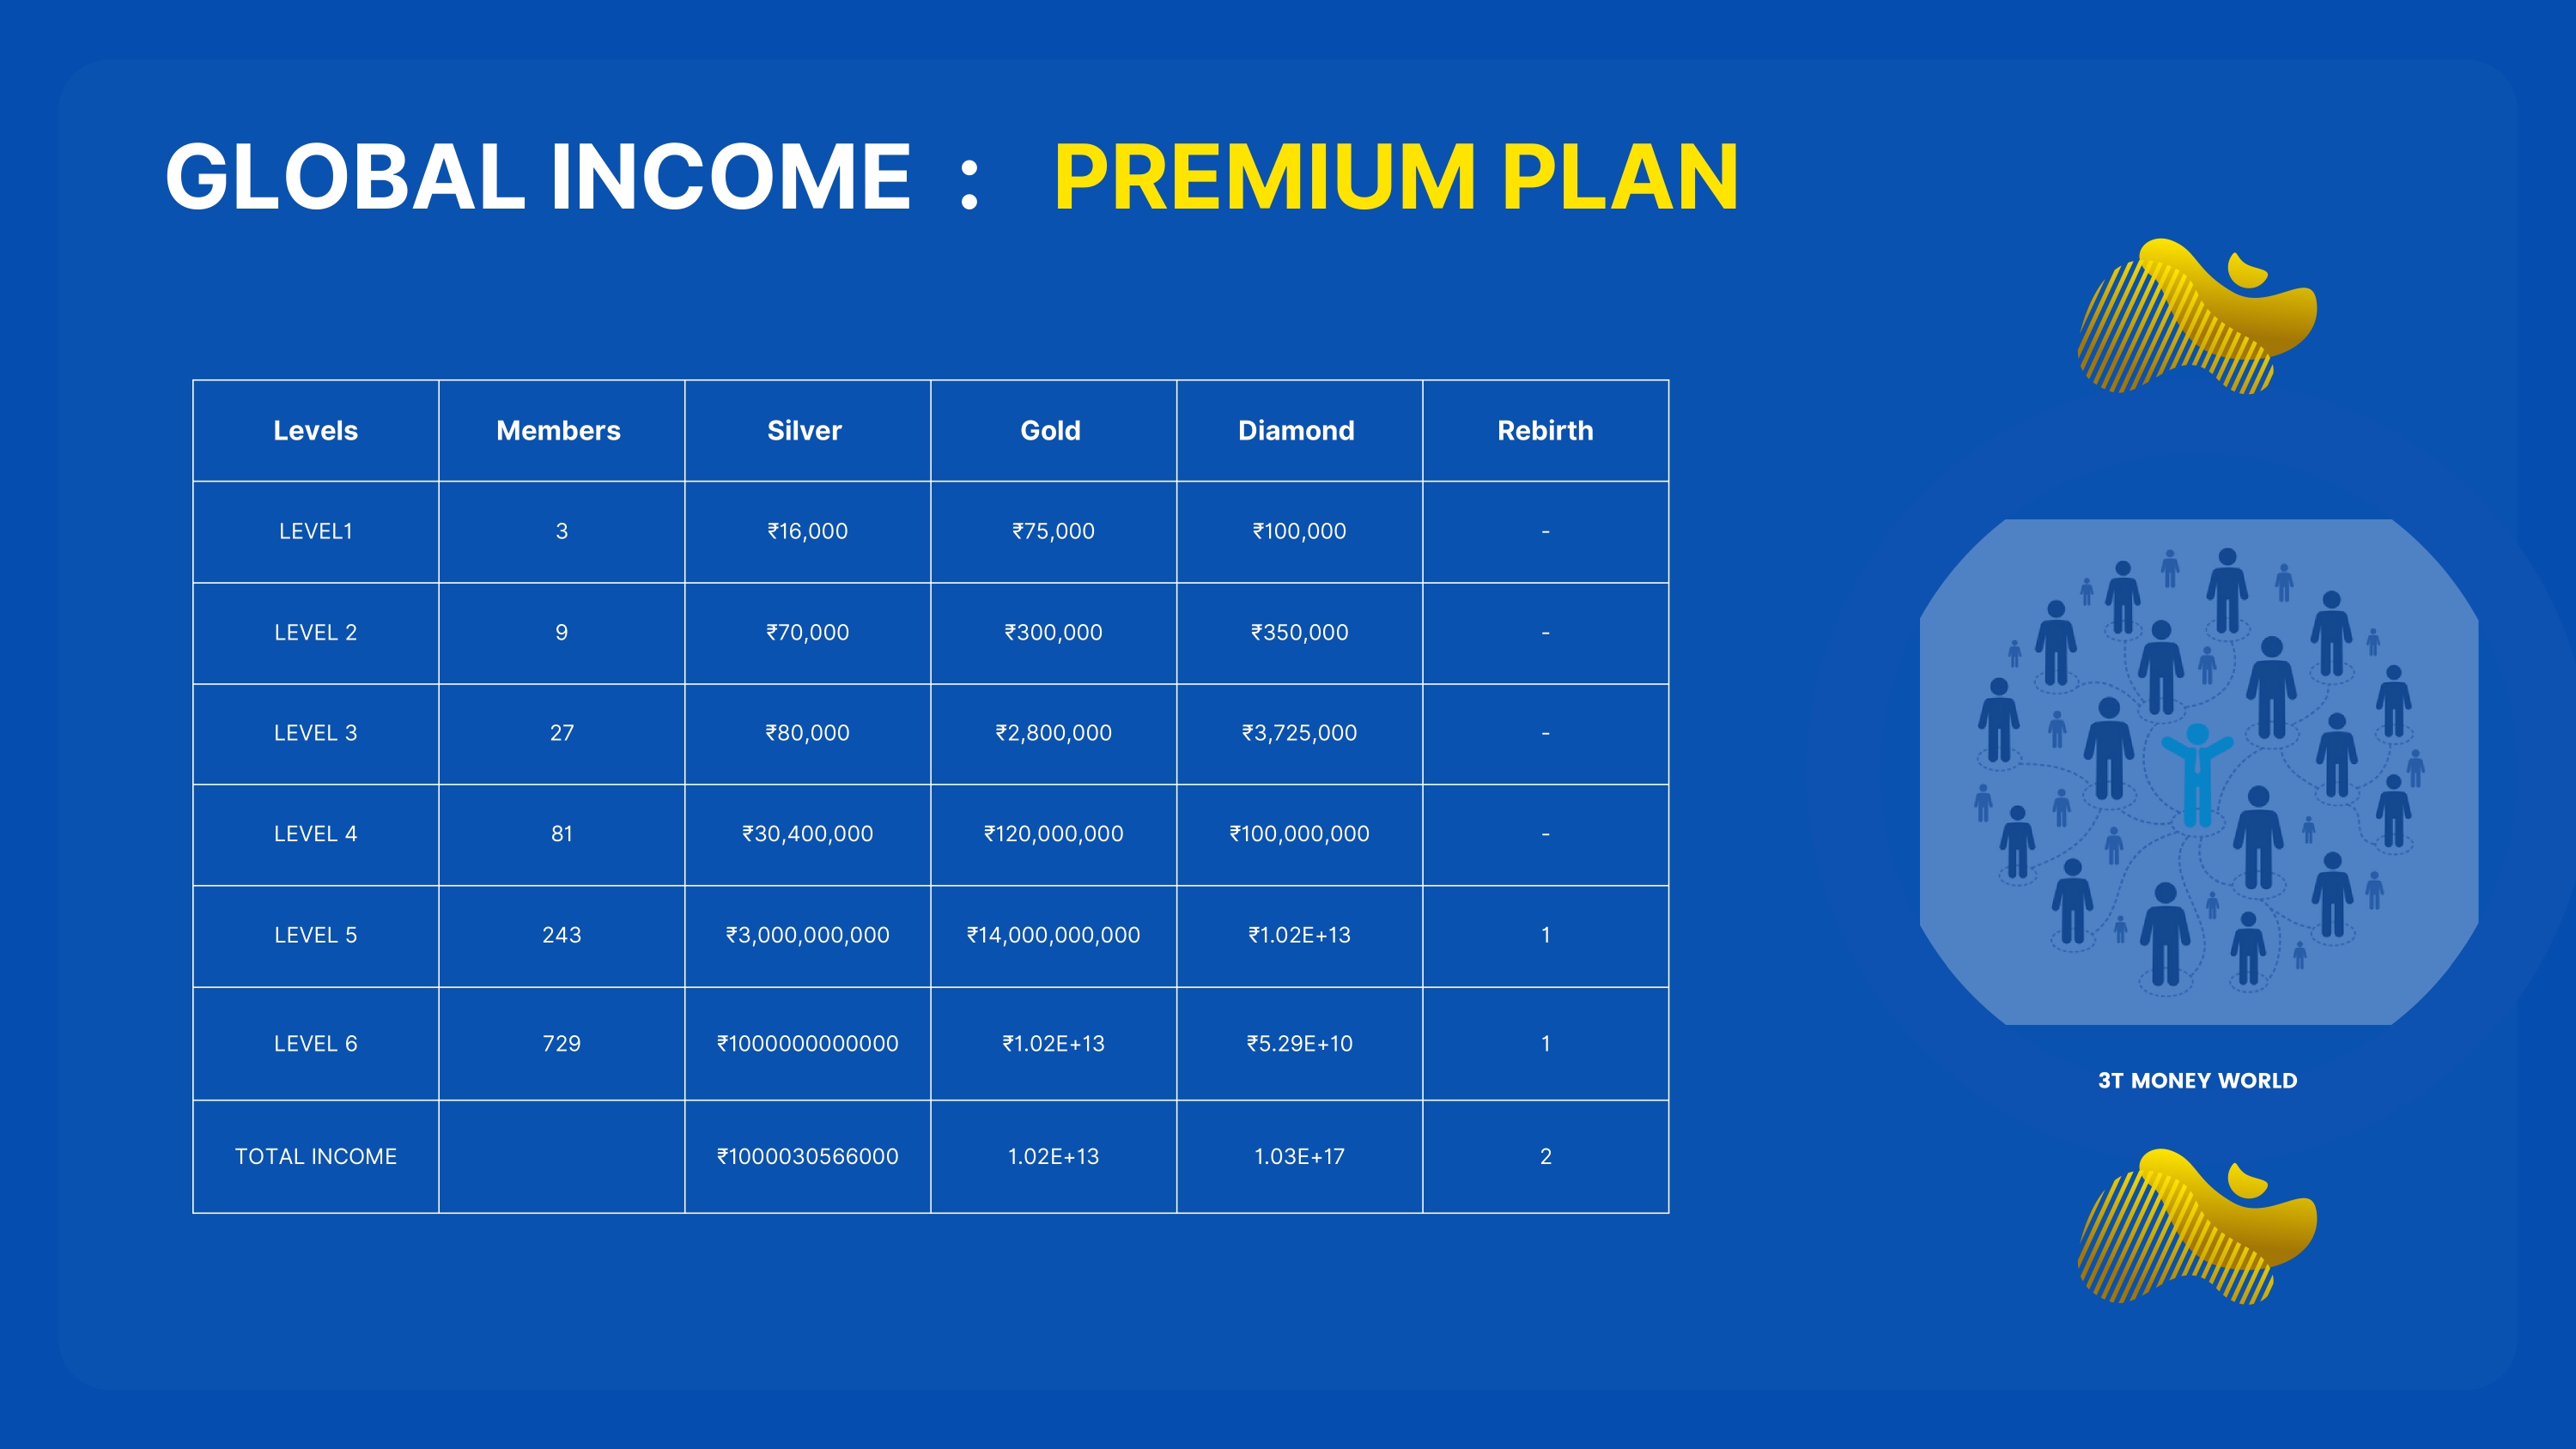 GLOBAL INCOME : PREMIUM PLAN
Levels Members Silver Gold Diamond Rebirth
LEVEL1 3 ₹16,000 ₹75,000 ₹100,000 -
LEVEL 2 9 ₹70,000 ₹300,000 ₹350,000 -
LEVEL 3 27 ₹80,000 ₹2,800,000 ₹3,725,000 -
LEVEL 4 81 ₹30,400,000 ₹120,000,000 ₹100,000,000 -
LEVEL 5 243 ₹3,000,000,000 ₹14,000,000,000 ₹1.02E+13 1
LEVEL 6 729 ₹1000000000000 ₹1.02E+13 ₹5.29E+10 1
TOTAL INCOME ₹1000030566000 1.02E+13 1.03E+17 2
3T MONEY WORLD